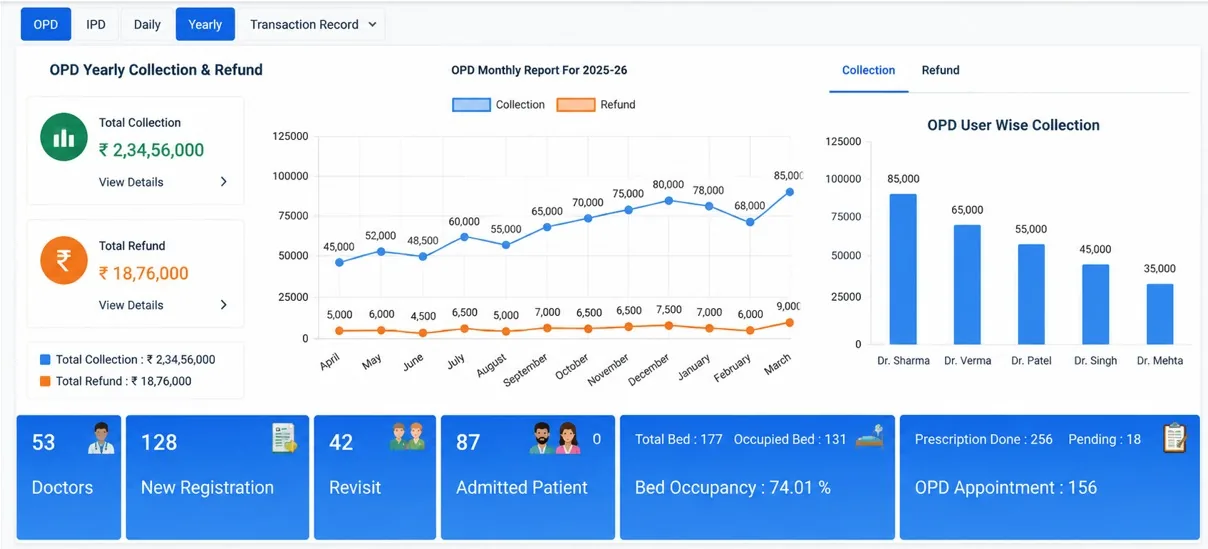 OPD IPD Daily Yearly Transaction Record
OPD Yearly Collection & Refund
Total Collection
₹ 2,34,56,000
View Details
Total Refund
₹ 18,76,000
View Details
Total Collection : ₹ 2,34,56,000
Total Refund : ₹ 18,76,000
OPD Monthly Report For 2025-26
Collection Refund
125000
100000
75000
50000
25000
0
45,000 52,000 48,500 60,000 55,000 65,000 70,000 75,000 80,000 78,000 68,000 85,000
5,000 6,000 4,500 6,500 5,000 7,000 6,500 6,500 7,500 7,000 6,000 9,000
April May June July August September October November December January February March
Collection Refund
OPD User Wise Collection
125000
100000
75000
50000
25000
0
85,000 65,000 55,000 45,000 35,000
Dr. Sharma Dr. Verma Dr. Patel Dr. Singh Dr. Mehta
53
Doctors
128
New Registration
42
Revisit
87 0
Admitted Patient
Total Bed : 177 Occupied Bed : 131
Bed Occupancy : 74.01 %
Prescription Done : 256 Pending : 18
OPD Appointment : 156